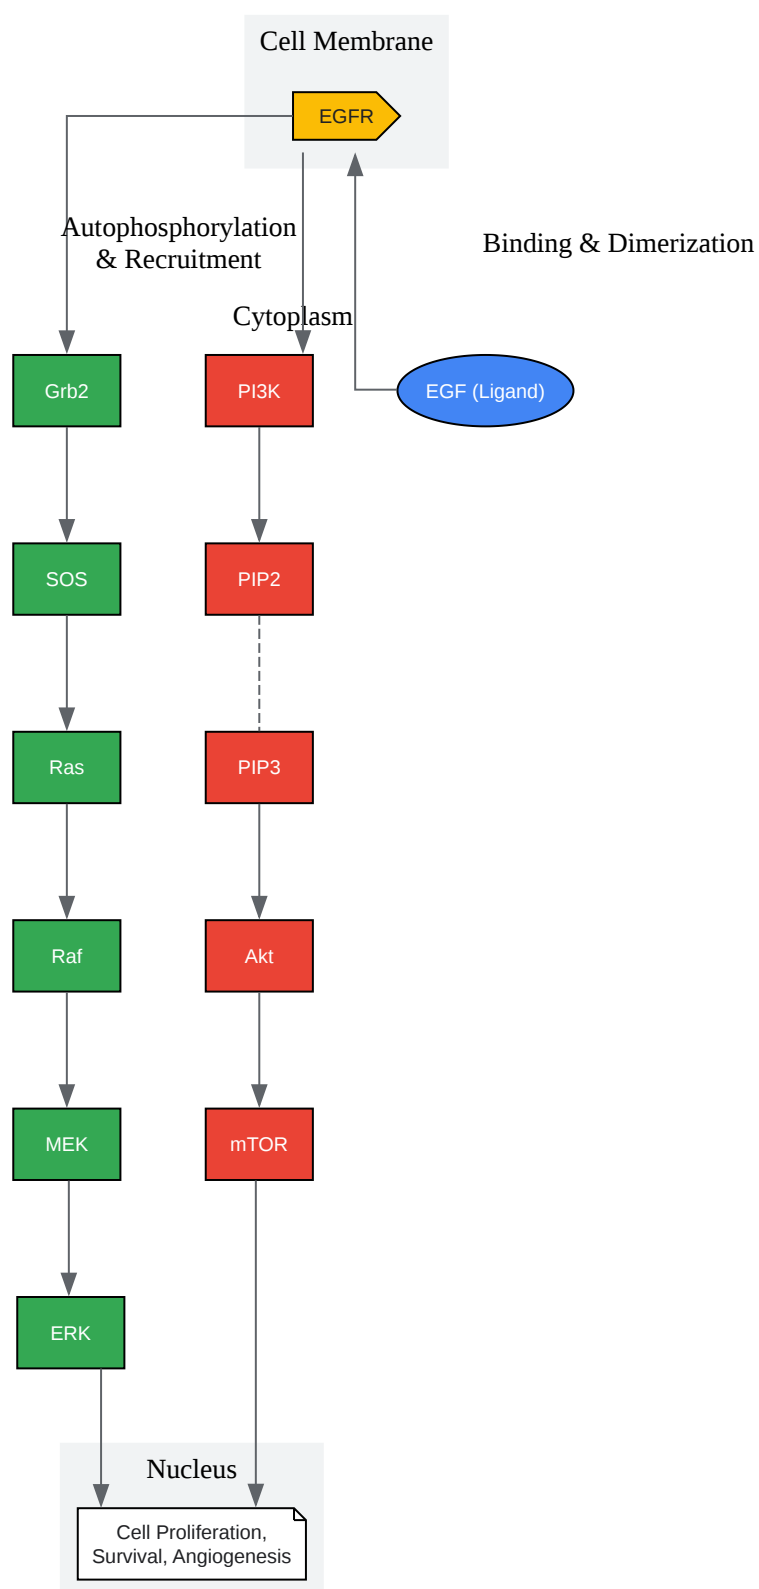 Cell Membrane
EGFR
Autophosphorylation
& Recruitment
Binding & Dimerization
Cytoplasm
Grb2
PI3K
EGF (Ligand)
SOS
PIP2
Ras
PIP3
Raf
Akt
MEK
mTOR
ERK
Nucleus
Cell Proliferation,
Survival, Angiogenesis